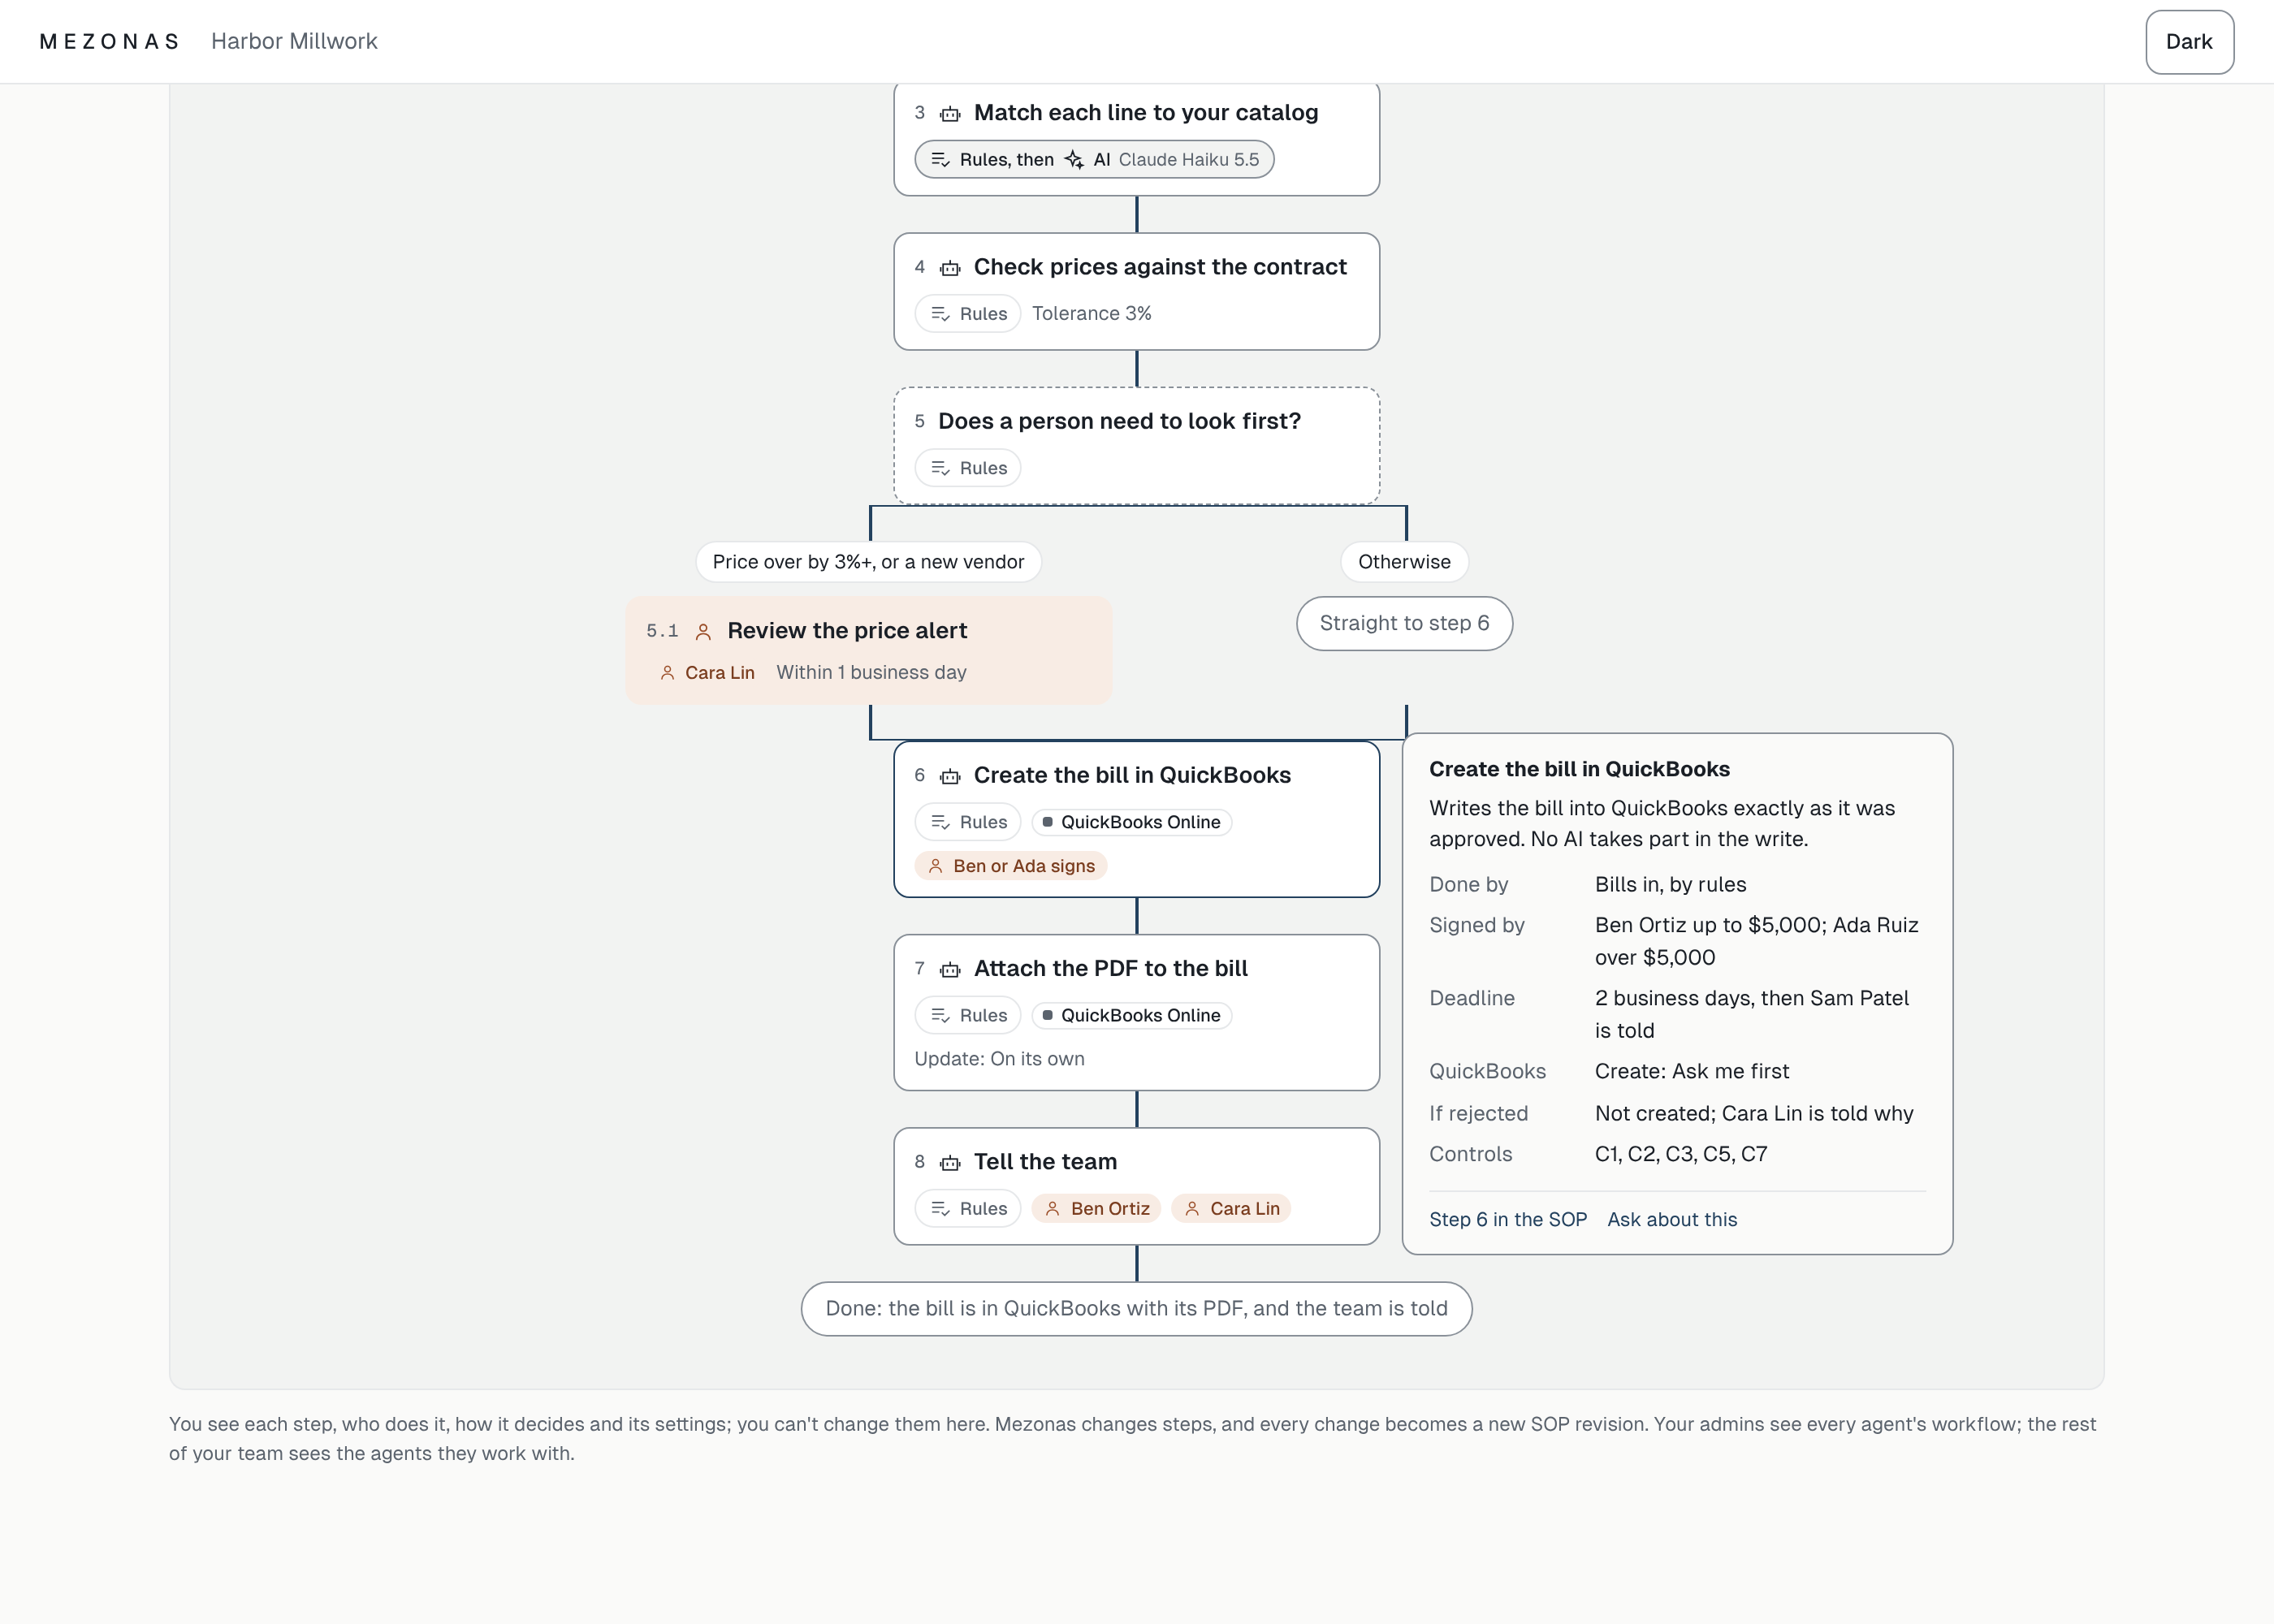 MEZONAS Harbor Millwork Dark
3 Match each line to your catalog
Rules, then AI Claude Haiku 5.5
4 Check prices against the contract
Rules Tolerance 3%
5 Does a person need to look first?
Rules
Price over by 3%+, or a new vendor
Otherwise
5.1 Review the price alert
Cara Lin Within 1 business day
Straight to step 6
6 Create the bill in QuickBooks
Rules QuickBooks Online
Ben or Ada signs
7 Attach the PDF to the bill
Rules QuickBooks Online
Update: On its own
8 Tell the team
Rules Ben Ortiz Cara Lin
Done: the bill is in QuickBooks with its PDF, and the team is told
Create the bill in QuickBooks
Writes the bill into QuickBooks exactly as it was
approved. No AI takes part in the write.
Done by Bills in, by rules
Signed by Ben Ortiz up to $5,000; Ada Ruiz
over $5,000
Deadline 2 business days, then Sam Patel
is told
QuickBooks Create: Ask me first
If rejected Not created; Cara Lin is told why
Controls C1, C2, C3, C5, C7
Step 6 in the SOP Ask about this
You see each step, who does it, how it decides and its settings; you can't change them here. Mezonas changes steps, and every change becomes a new SOP revision. Your admins see every agent's workflow; the rest
of your team sees the agents they work with.